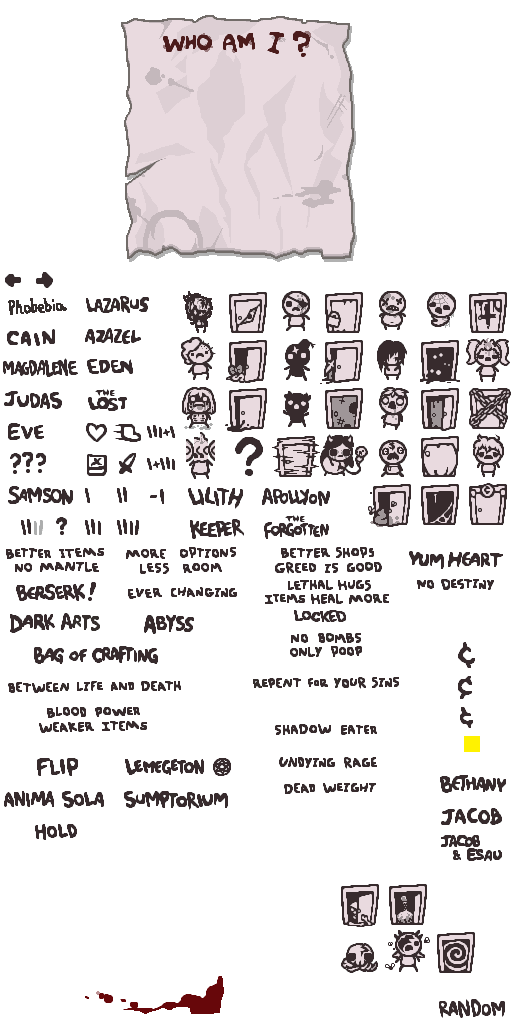 WHO AM I ?
Phobebia
LAZARUS
CAIN
AZAZEL
MAGDALENE
EDEN
JUDAS
THE
LOST
EVE
???
?
SAMSON
LILITH
APOLLYON
?
KEEPER
THE
FORGOTTEN
BETTER ITEMS
NO MANTLE
MORE OPTIONS
LESS ROOM
BETTER SHOPS
GREED IS GOOD
YUM HEART
BERSERK!
EVER CHANGING
LETHAL HUGS
ITEMS HEAL MORE
NO DESTINY
LOCKED
DARK ARTS
ABYSS
NO BOMBS
ONLY POOP
BAG OF CRAFTING
¢
BETWEEN LIFE AND DEATH
REPENT FOR YOUR SINS
¢
BLOOD POWER
WEAKER ITEMS
¢
SHADOW EATER
FLIP
LEMEGETON
UNDYING RAGE
DEAD WEIGHT
BETHANY
ANIMA SOLA
SUMPTORIUM
JACOB
HOLD
JACOB
& ESAU
RANDOM